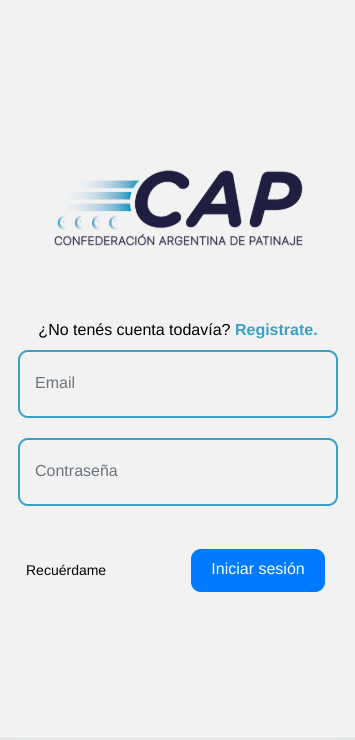 CAP
CONFEDERACIÓN ARGENTINA DE PATINAJE
¿No tenés cuenta todavía? Registrate.
Email
Contraseña
Recuérdame
Iniciar sesión